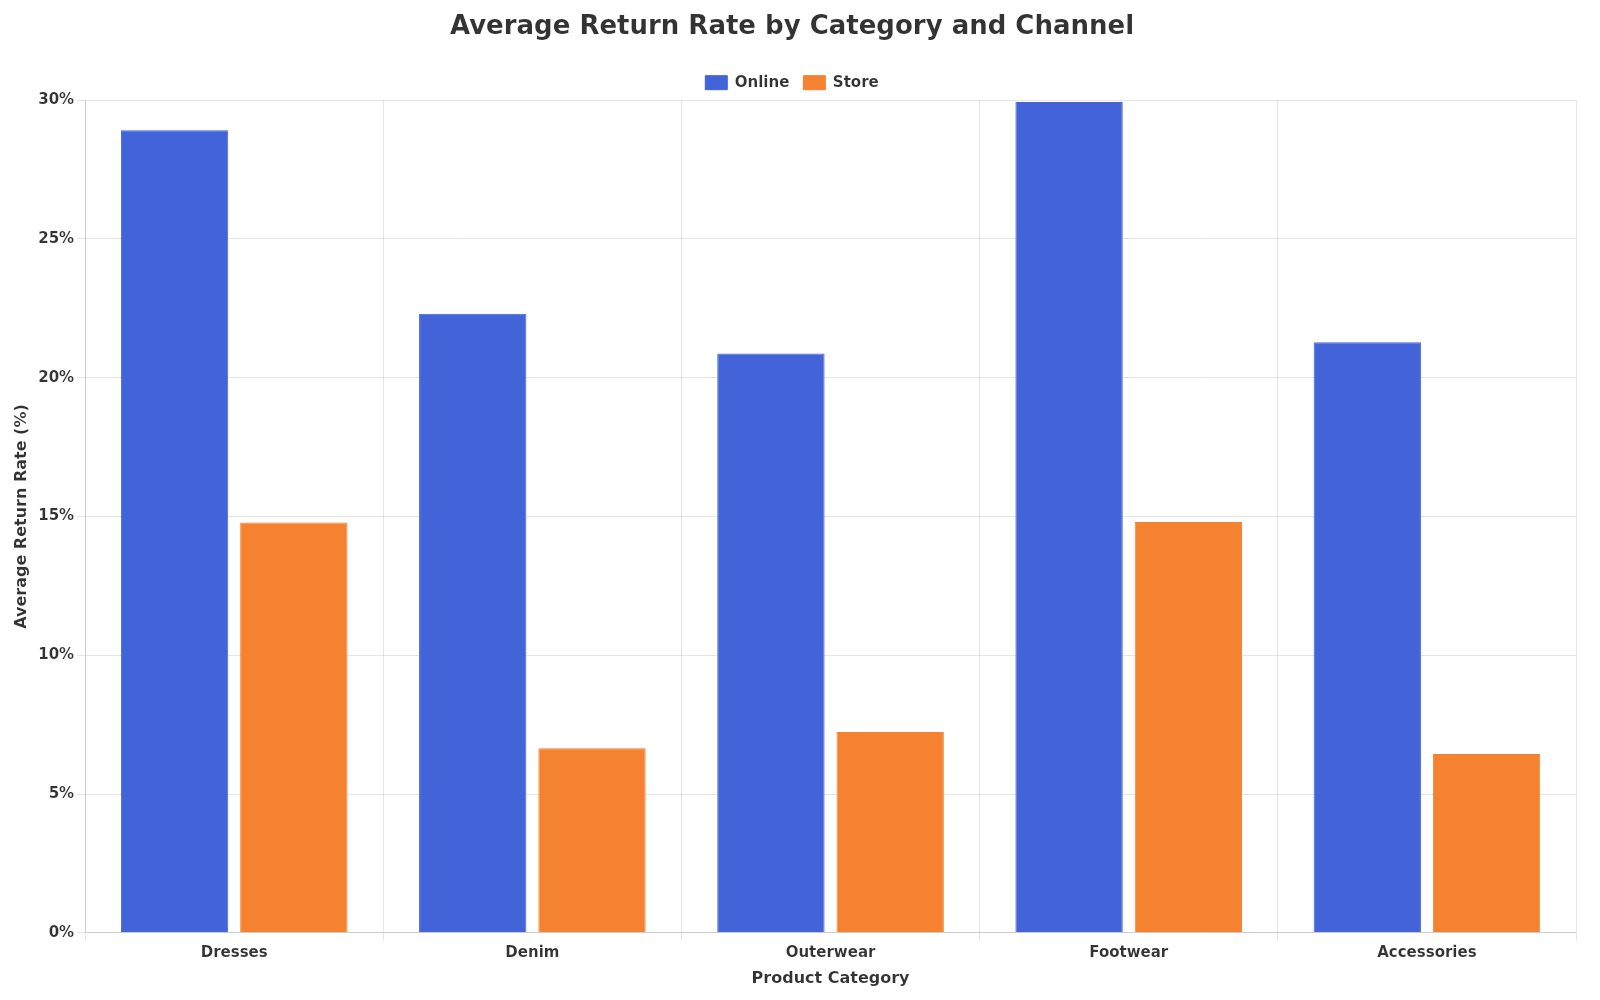 Average Return Rate by Category and Channel
Online Store
30%
25%
20%
15%
10%
5%
0%
Average Return Rate (%)
Dresses Denim Outerwear Footwear Accessories
Product Category